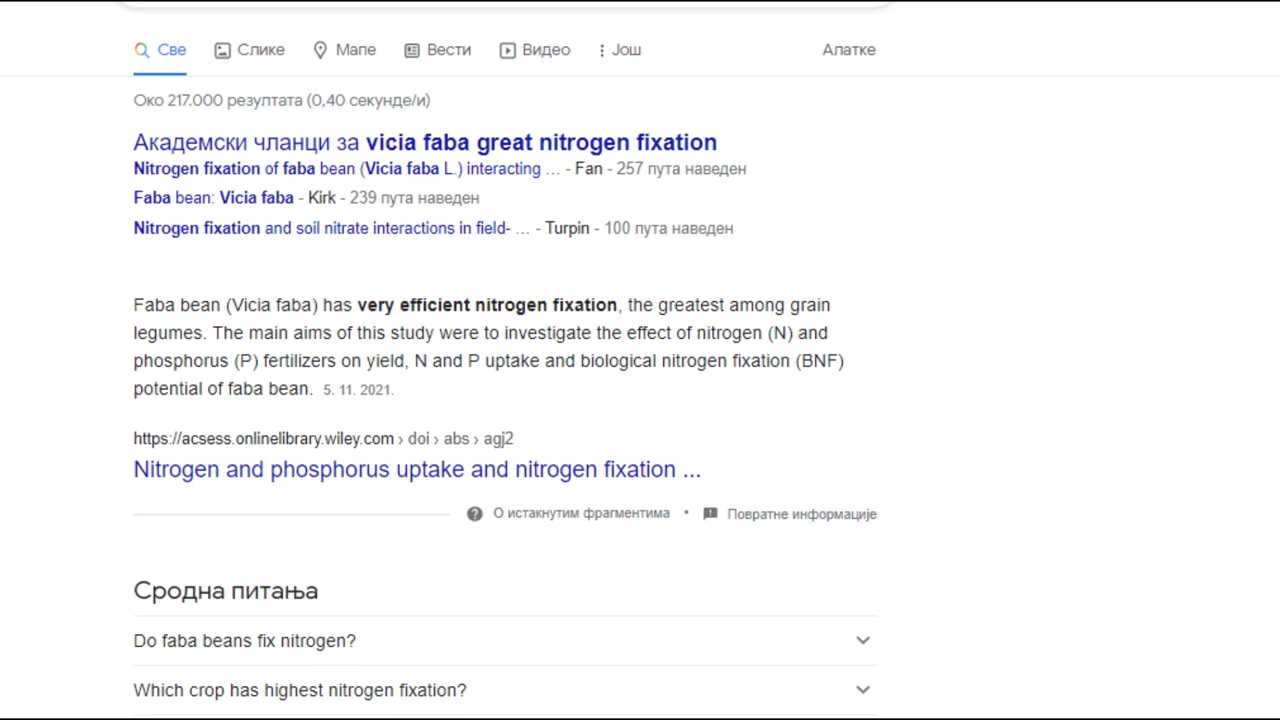 Све Слике Мапе Вести Видео Још Алатке
Око 217.000 резултата (0,40 секунде/и)
Академски чланци за vicia faba great nitrogen fixation
Nitrogen fixation of faba bean (Vicia faba L.) interacting ... - Fan - 257 пута наведен
Faba bean: Vicia faba - Kirk - 239 пута наведен
Nitrogen fixation and soil nitrate interactions in field- ... - Turpin - 100 пута наведен
Faba bean (Vicia faba) has very efficient nitrogen fixation, the greatest among grain
legumes. The main aims of this study were to investigate the effect of nitrogen (N) and
phosphorus (P) fertilizers on yield, N and P uptake and biological nitrogen fixation (BNF)
potential of faba bean. 5. 11. 2021.
https://acsess.onlinelibrary.wiley.com › doi › abs › agj2
Nitrogen and phosphorus uptake and nitrogen fixation ...
О истакнутим фрагментима • Повратне информације
Сродна питања
Do faba beans fix nitrogen?
Which crop has highest nitrogen fixation?